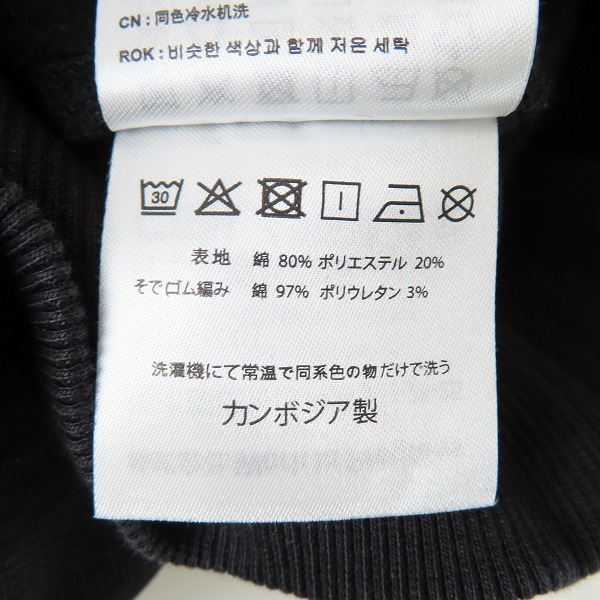 CN : 同色冷水机洗
ROK : 비슷한 색상과 함께 저온 세탁
30
表地 綿 80% ポリエステル 20%
そで口ゴム編み 綿 97% ポリウレタン 3%
洗濯機にて常温で同系色の物だけで洗う
カンボジア製